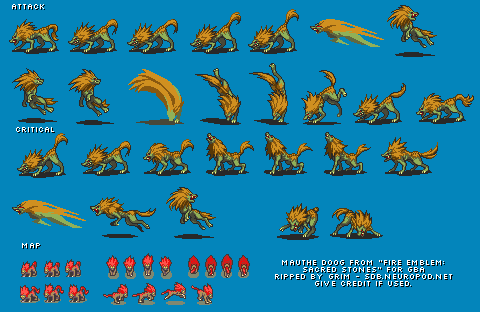 ATTACK
CRITICAL
MAP
MAUTHE DOOG FROM "FIRE EMBLEM:
SACRED STONES" FOR GBA
RIPPED BY GRIM - SDB.NEUROPOD.NET
GIVE CREDIT IF USED.